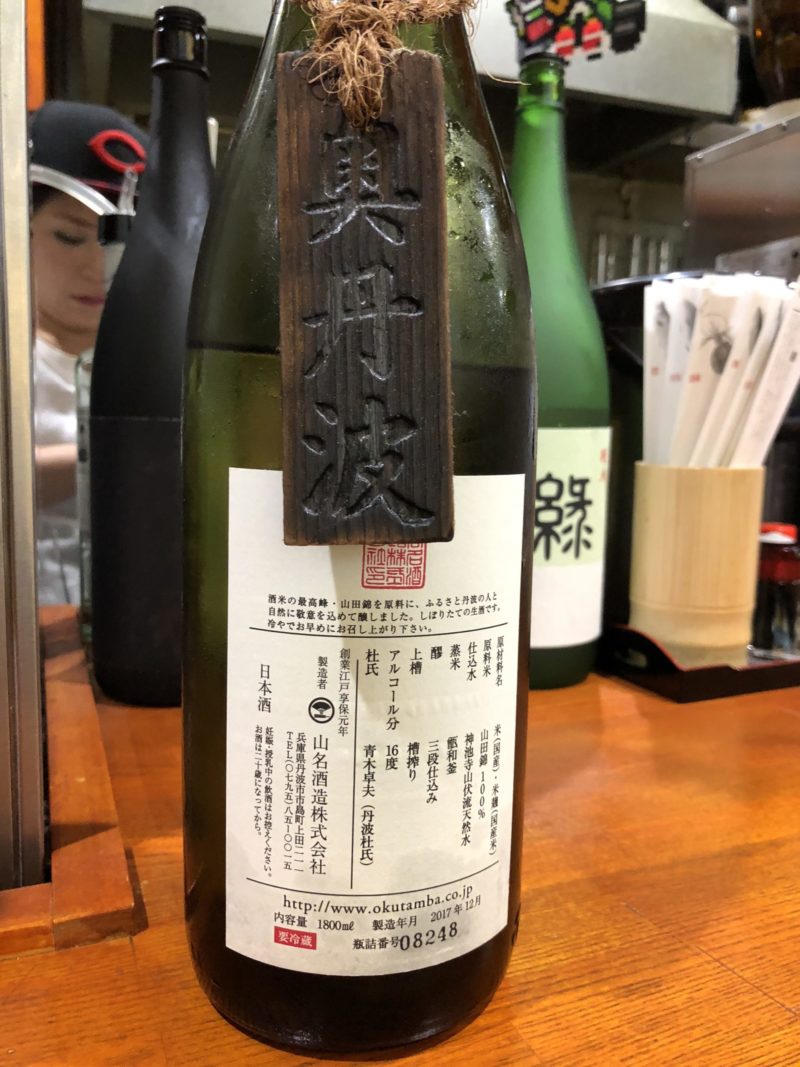 奥丹波
酒米の最高峰・山田錦を原料に、ふるさと丹波の人と
自然に敬意を込めて醸しました。しぼりたての生酒です。
冷やでお早めにお召し上がり下さい。
原材料名 米(国産)・米麹(国産米)
原料米 山田錦100%
仕込水 神池寺山伏流天然水
蒸米 甑和釜
醪 三段仕込み
上槽 槽搾り
アルコール分 16度
杜氏 青木卓夫(丹波杜氏)
創業江戸享保元年
製造者 山名酒造株式会社
兵庫県丹波市市島町上田二一一
TEL(〇七九五)八五-〇〇一五
日本酒
妊娠・授乳中の飲酒はお控えください。
お酒は二十歳になってから。
http://www.okutamba.co.jp
内容量 1800㎖ 製造年月 2017年12月
要冷蔵 瓶詰番号08248
緑